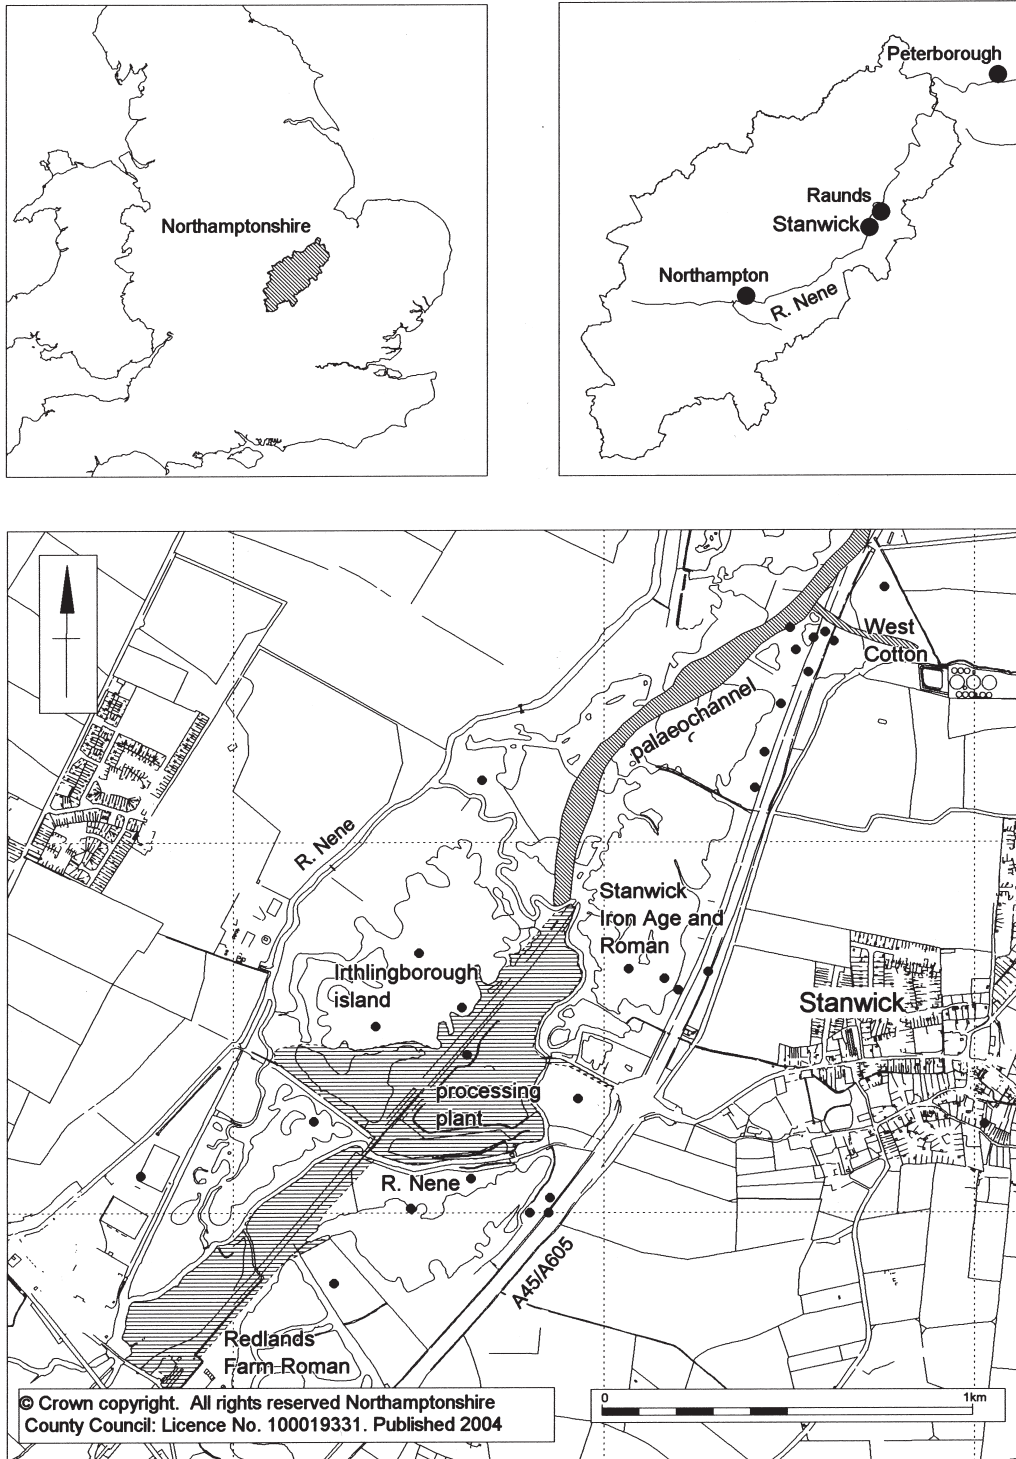 Northamptonshire
Peterborough
Raunds
Stanwick
Northampton
R. Nene
West
Cotton
palaeochannel
R. Nene
Stanwick
Iron Age and
Roman
Irthlingborough
island
Stanwick
processing
plant
R. Nene
A45/A605
Redlands
Farm Roman
© Crown copyright. All rights reserved Northamptonshire
County Council: Licence No. 100019331. Published 2004
0 1km